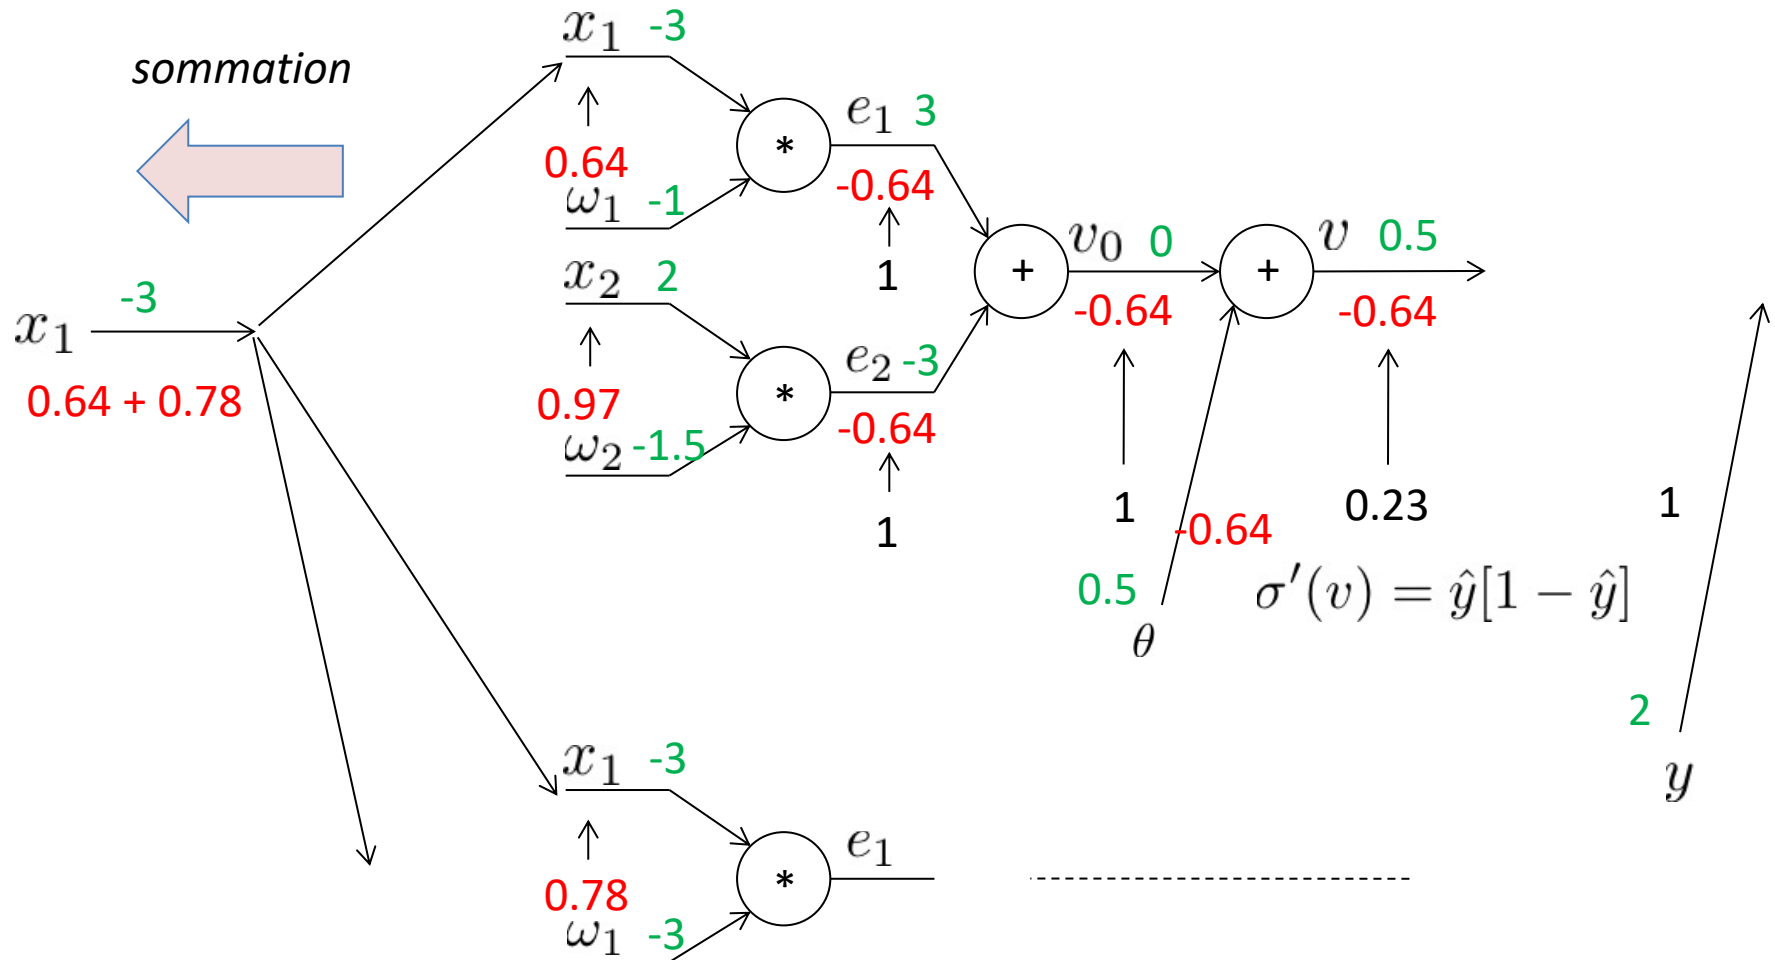 x₁ -3
sommation
* e₁ 3
0.64
-0.64
ω₁ -1
+ v₀ 0 + v 0.5
x₂ 2
1
-3
-0.64
-0.64
x₁
e₂ -3
0.64 + 0.78
0.97
*
-0.64
ω₂ -1.5
1
1
0.23
1
-0.64
0.5
σ′(v) = ŷ[1 − ŷ]
θ
2
y
x₁ -3
* e₁
0.78
ω₁ -3